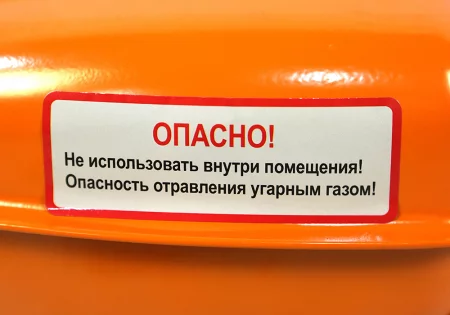 ОПАСНО!
Не использовать внутри помещения!
Опасность отравления угарным газом!